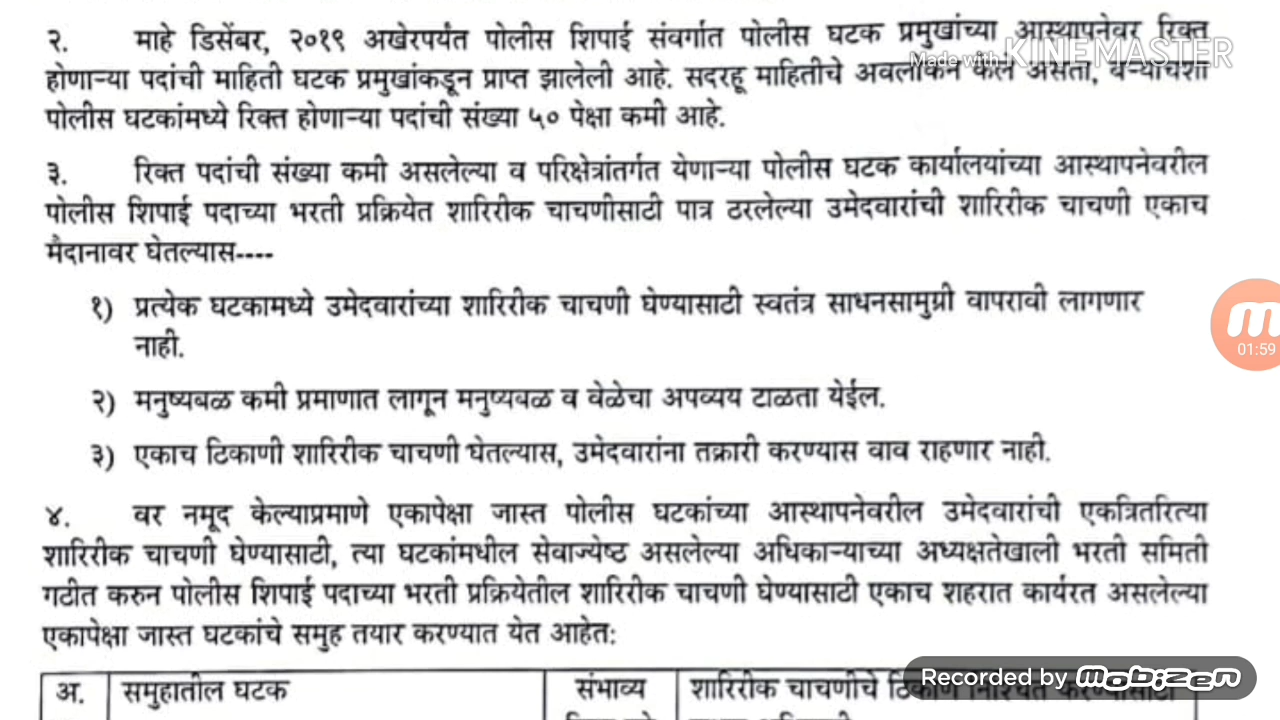 २. माहे डिसेंबर, २०१९ अखेरपर्यंत पोलीस शिपाई संवर्गात पोलीस घटक प्रमुखांच्या आस्थापनेवर रिक्त
Made with KINEMASTER
होणाऱ्या पदांची माहिती घटक प्रमुखांकडून प्राप्त झालेली आहे. सदरहू माहितीचे अवलोकन केले असता, बऱ्याचशा
पोलीस घटकांमध्ये रिक्त होणाऱ्या पदांची संख्या ५० पेक्षा कमी आहे.
३. रिक्त पदांची संख्या कमी असलेल्या व परिक्षेत्रांतर्गत येणाऱ्या पोलीस घटक कार्यालयांच्या आस्थापनेवरील
पोलीस शिपाई पदाच्या भरती प्रक्रियेत शारिरीक चाचणीसाटी पात्र ठरलेल्या उमेदवारांची शारिरीक चाचणी एकाच
मैदानावर घेतल्यास----
१) प्रत्येक घटकामध्ये उमेदवारांच्या शारिरीक चाचणी घेण्यासाटी स्वतंत्र साधनसामुग्री वापरावी लागणार
नाही.
२) मनुष्यबळ कमी प्रमाणात लागून मनुष्यबळ व वेळेचा अपव्यय टाळता येईल.
३) एकाच ठिकाणी शारिरीक चाचणी घेतल्यास, उमेदवारांना तक्रारी करण्यास वाव राहणार नाही.
४. वर नमूद केल्याप्रमाणे एकापेक्षा जास्त पोलीस घटकांच्या आस्थापनेवरील उमेदवारांची एकत्रितरित्या
शारिरीक चाचणी घेण्यासाटी, त्या घटकांमधील सेवाज्येष्ट असलेल्या अधिकाऱ्याच्या अध्यक्षतेखाली भरती समिती
गटीत करुन पोलीस शिपाई पदाच्या भरती प्रक्रियेतील शारिरीक चाचणी घेण्यासाटी एकाच शहरात कार्यरत असलेल्या
एकापेक्षा जास्त घटकांचे समुह तयार करण्यात येत आहेत:
अ. समुहातील घटक संभाव्य शारिरीक चाचणीचे ठिकाण निश्चित करण्यासाटी
01:59
Recorded by mobizen